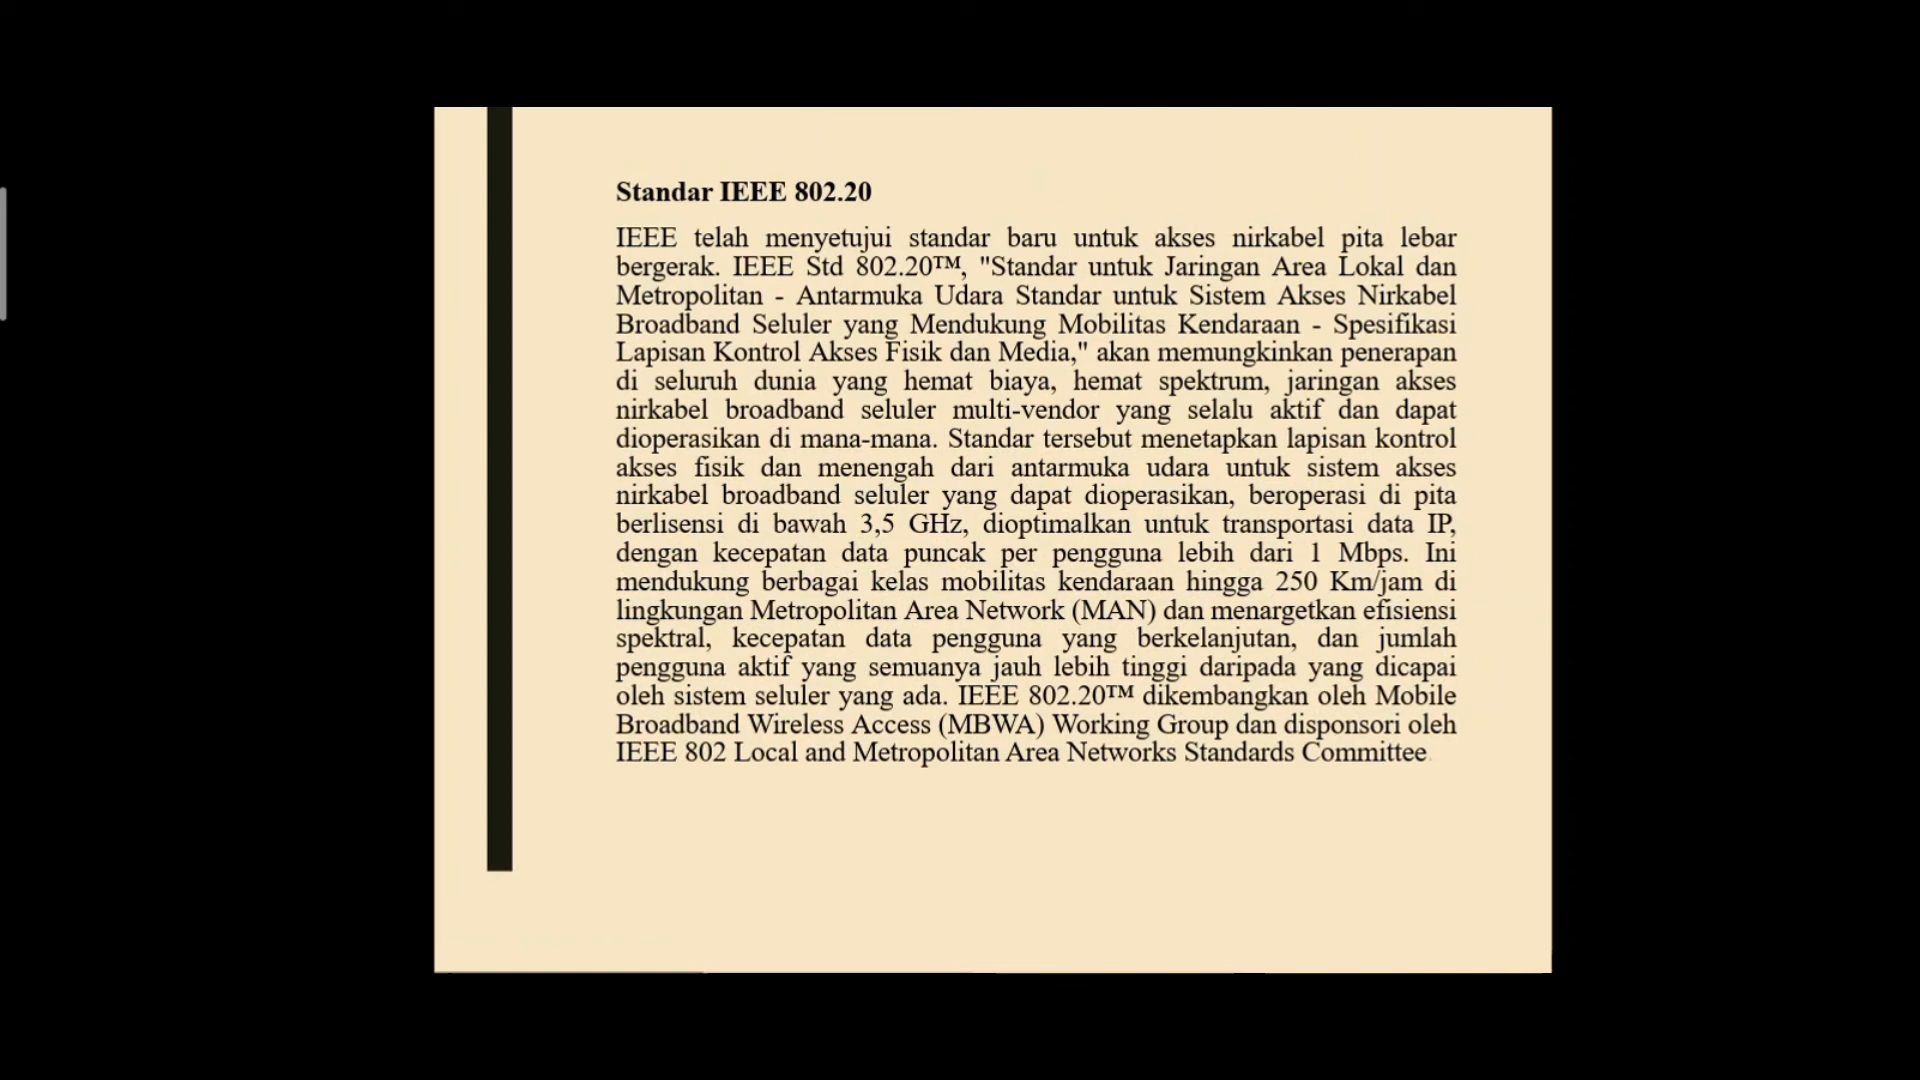 Standar IEEE 802.20
IEEE telah menyetujui standar baru untuk akses nirkabel pita lebar
bergerak. IEEE Std 802.20™, "Standar untuk Jaringan Area Lokal dan
Metropolitan - Antarmuka Udara Standar untuk Sistem Akses Nirkabel
Broadband Seluler yang Mendukung Mobilitas Kendaraan - Spesifikasi
Lapisan Kontrol Akses Fisik dan Media," akan memungkinkan penerapan
di seluruh dunia yang hemat biaya, hemat spektrum, jaringan akses
nirkabel broadband seluler multi-vendor yang selalu aktif dan dapat
dioperasikan di mana-mana. Standar tersebut menetapkan lapisan kontrol
akses fisik dan menengah dari antarmuka udara untuk sistem akses
nirkabel broadband seluler yang dapat dioperasikan, beroperasi di pita
berlisensi di bawah 3,5 GHz, dioptimalkan untuk transportasi data IP,
dengan kecepatan data puncak per pengguna lebih dari 1 Mbps. Ini
mendukung berbagai kelas mobilitas kendaraan hingga 250 Km/jam di
lingkungan Metropolitan Area Network (MAN) dan menargetkan efisiensi
spektral, kecepatan data pengguna yang berkelanjutan, dan jumlah
pengguna aktif yang semuanya jauh lebih tinggi daripada yang dicapai
oleh sistem seluler yang ada. IEEE 802.20™ dikembangkan oleh Mobile
Broadband Wireless Access (MBWA) Working Group dan disponsori oleh
IEEE 802 Local and Metropolitan Area Networks Standards Committee.